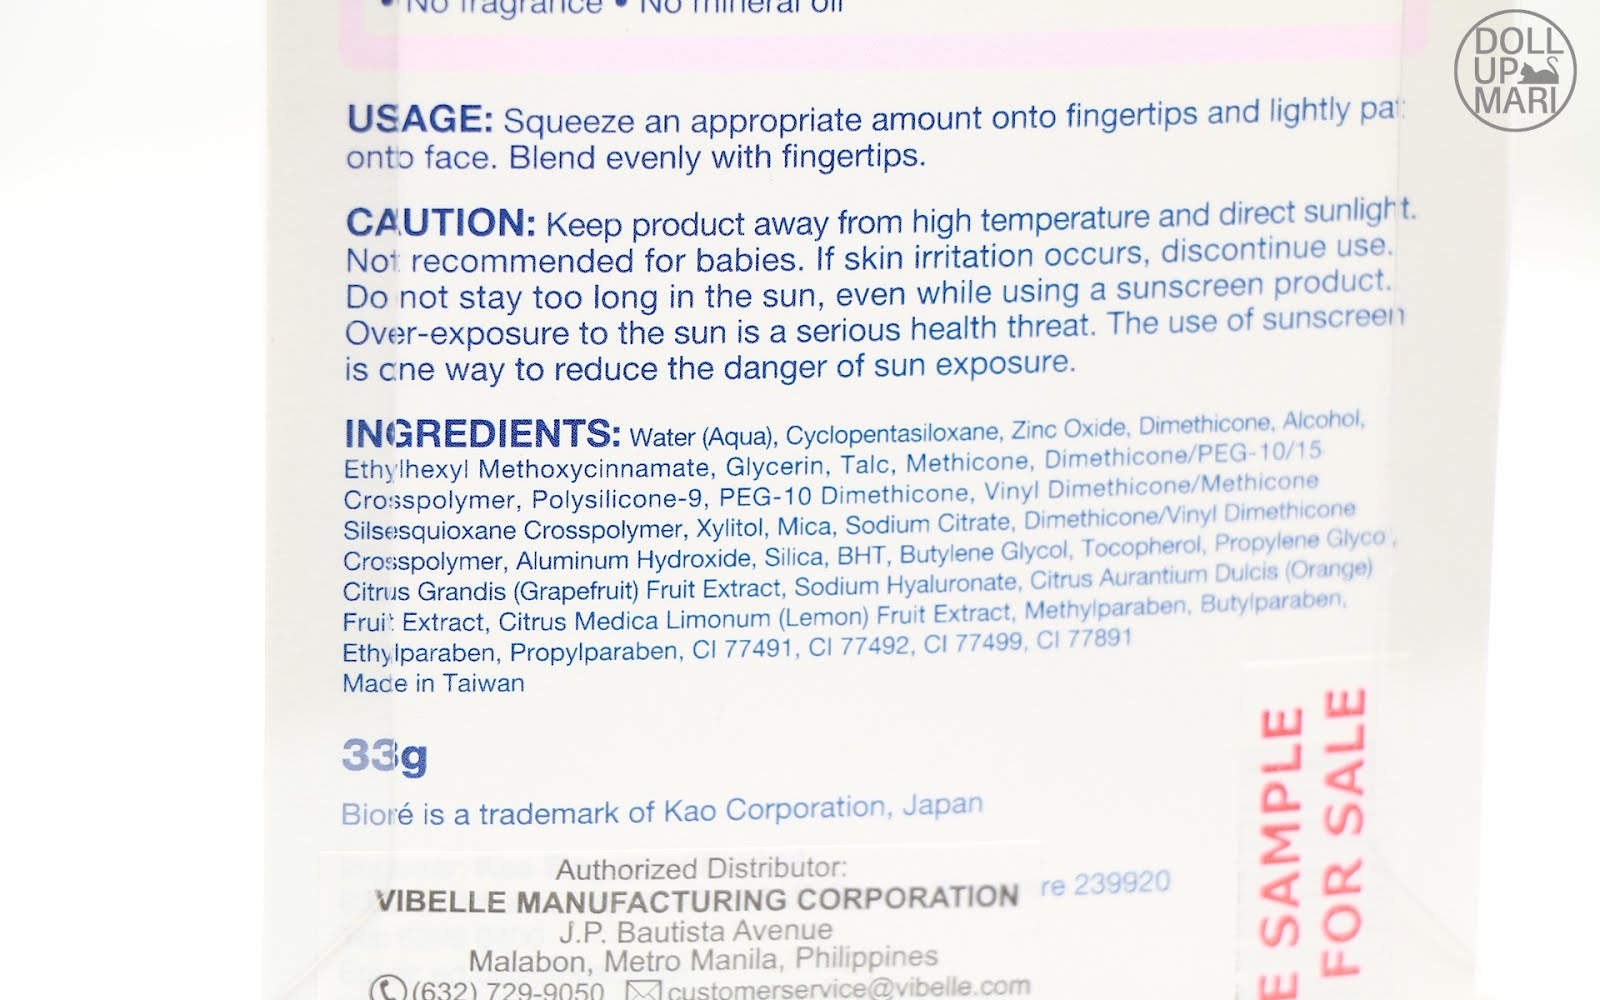 • No fragrance • No mineral oil
DOLL
UP
MARI
USAGE: Squeeze an appropriate amount onto fingertips and lightly pat
onto face. Blend evenly with fingertips.
CAUTION: Keep product away from high temperature and direct sunlight.
Not recommended for babies. If skin irritation occurs, discontinue use.
Do not stay too long in the sun, even while using a sunscreen product.
Over-exposure to the sun is a serious health threat. The use of sunscreen
is one way to reduce the danger of sun exposure.
INGREDIENTS: Water (Aqua), Cyclopentasiloxane, Zinc Oxide, Dimethicone, Alcohol,
Ethylhexyl Methoxycinnamate, Glycerin, Talc, Methicone, Dimethicone/PEG-10/15
Crosspolymer, Polysilicone-9, PEG-10 Dimethicone, Vinyl Dimethicone/Methicone
Silsesquioxane Crosspolymer, Xylitol, Mica, Sodium Citrate, Dimethicone/Vinyl Dimethicone
Crosspolymer, Aluminum Hydroxide, Silica, BHT, Butylene Glycol, Tocopherol, Propylene Glycol,
Citrus Grandis (Grapefruit) Fruit Extract, Sodium Hyaluronate, Citrus Aurantium Dulcis (Orange)
Fruit Extract, Citrus Medica Limonum (Lemon) Fruit Extract, Methylparaben, Butylparaben,
Ethylparaben, Propylparaben, CI 77491, CI 77492, CI 77499, CI 77891
Made in Taiwan
33g
Bioré is a trademark of Kao Corporation, Japan
re 239920
Authorized Distributor:
VIBELLE MANUFACTURING CORPORATION
J.P. Bautista Avenue
Malabon, Metro Manila, Philippines
(632) 729-9050 customerservice@vibelle.com
E SAMPLE
FOR SALE